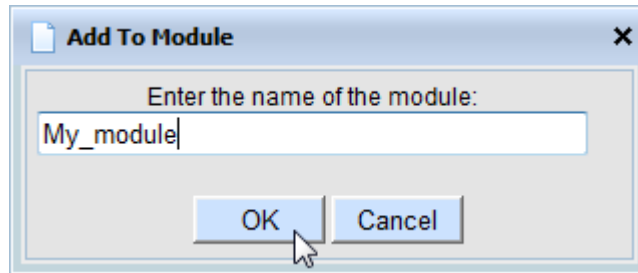 Add To Module
Enter the name of the module:
My_module
OK Cancel